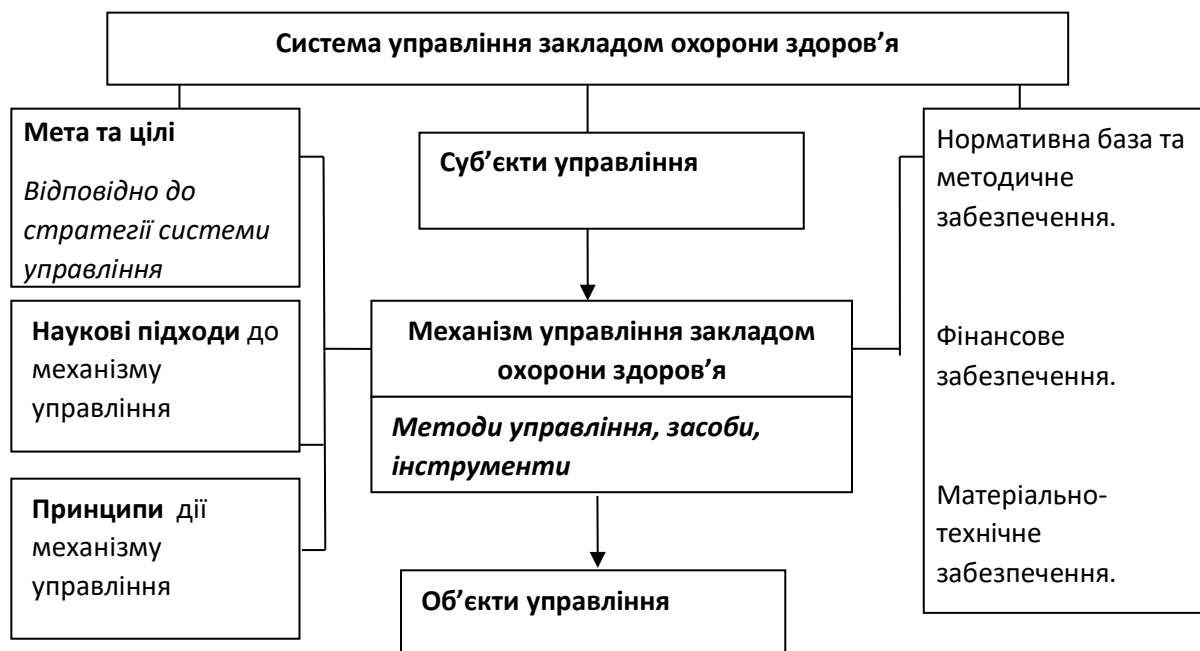 Система управління закладом охорони здоров’я
Мета та цілі
Відповідно до
стратегії системи
управління
Наукові підходи до
механізму
управління
Принципи дії
механізму
управління
Суб’єкти управління
Механізм управління закладом
охорони здоров’я
Методи управління, засоби,
інструменти
Об’єкти управління
Нормативна база та
методичне
забезпечення.
Фінансове
забезпечення.
Матеріально-
технічне
забезпечення.